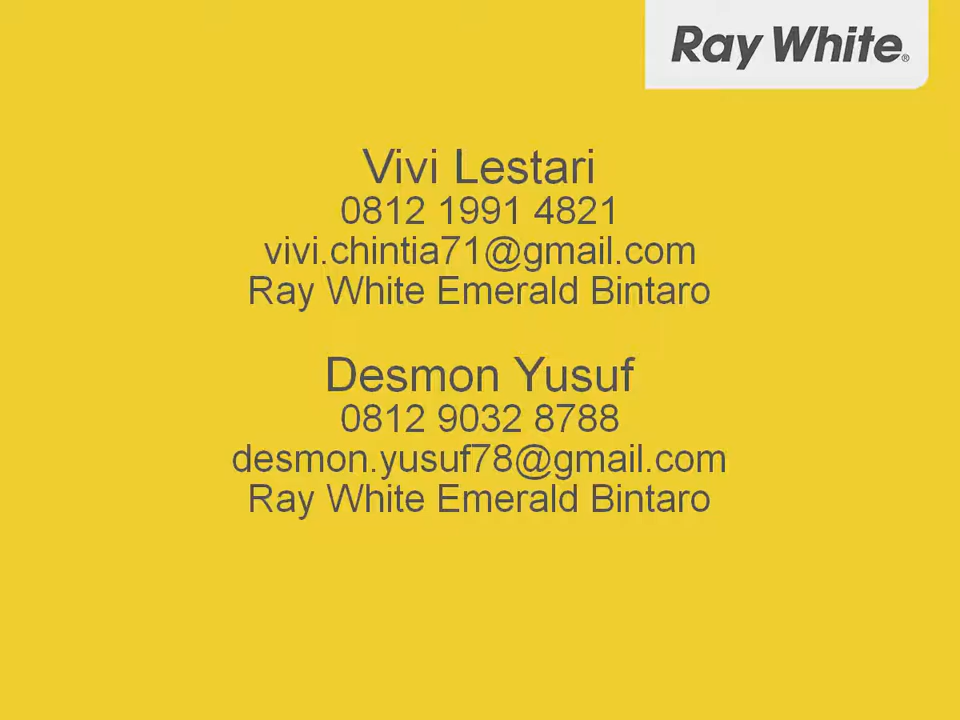 Ray White®
Vivi Lestari
0812 1991 4821
vivi.chintia71@gmail.com
Ray White Emerald Bintaro
Desmon Yusuf
0812 9032 8788
desmon.yusuf78@gmail.com
Ray White Emerald Bintaro